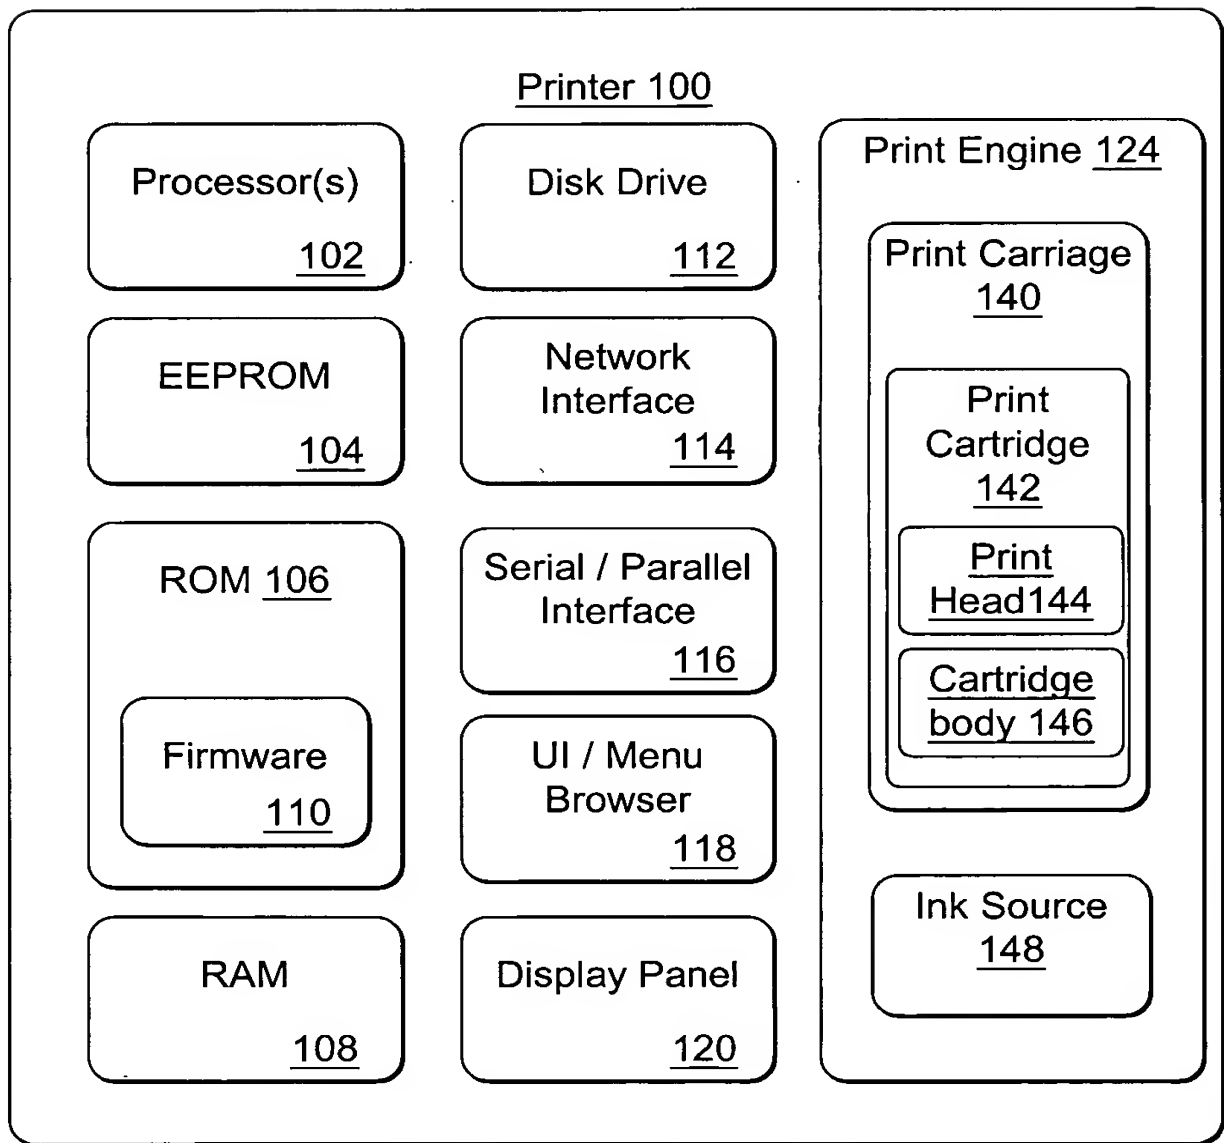 Printer 100
Processor(s)
102
EEPROM
104
ROM 106
Firmware
110
RAM
108
Disk Drive
112
Network
Interface
114
Serial / Parallel
Interface
116
UI / Menu
Browser
118
Display Panel
120
Print Engine 124
Print Carriage
140
Print
Cartridge
142
Print
Head144
Cartridge
body 146
Ink Source
148